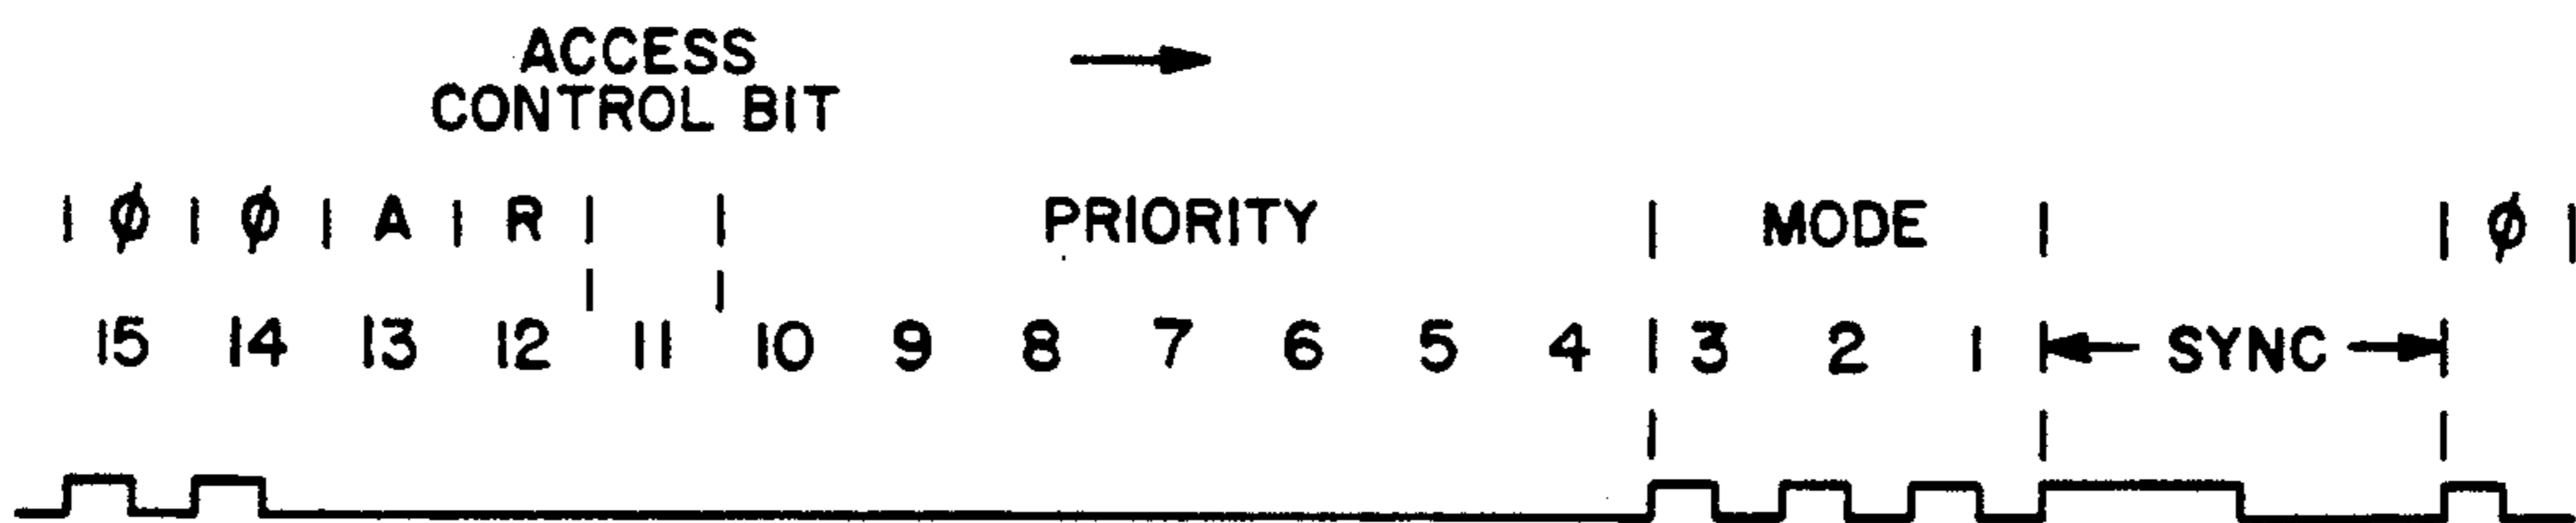 ACCESS
CONTROL BIT
Ø Ø A R PRIORITY MODE Ø
15 14 13 12 11 10 9 8 7 6 5 4 3 2 1 SYNC